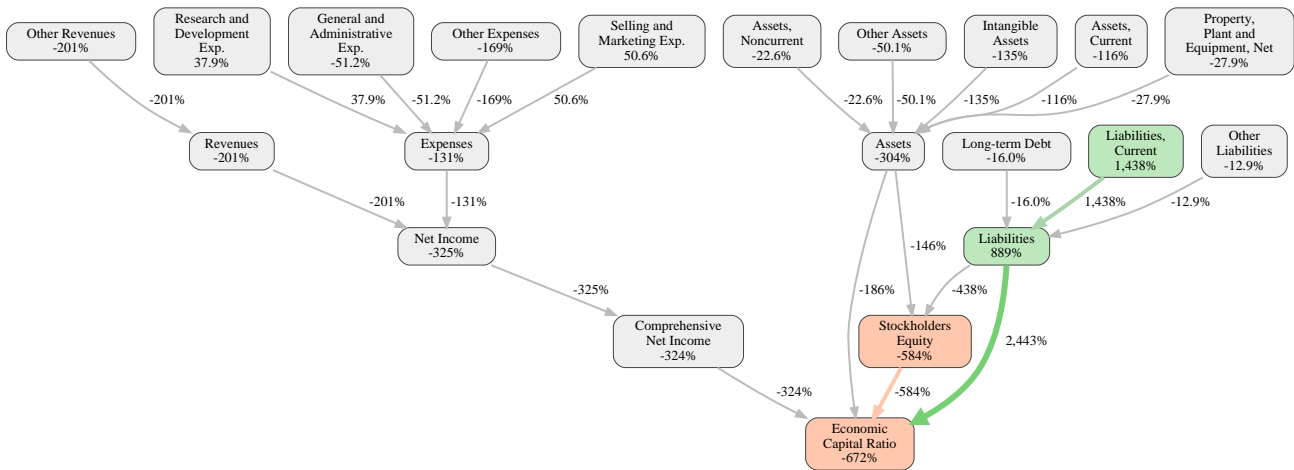 Other Revenues
-201%
Research and
Development
Exp.
37.9%
General and
Administrative
Exp.
-51.2%
Other Expenses
-169%
Selling and
Marketing Exp.
50.6%
Assets,
Noncurrent
-22.6%
Other Assets
-50.1%
Intangible
Assets
-135%
Assets,
Current
-116%
Property,
Plant and
Equipment, Net
-27.9%
-201%
37.9%
-51.2%
-169%
50.6%
-22.6%
-50.1%
-135%
-116%
-27.9%
Revenues
-201%
Expenses
-131%
Assets
-304%
Long-term Debt
-16.0%
Liabilities,
Current
1,438%
Other
Liabilities
-12.9%
-201%
-131%
-16.0%
1,438%
-12.9%
Net Income
-325%
-146%
Liabilities
889%
-325%
-186%
-438%
Comprehensive
Net Income
-324%
Stockholders
Equity
-584%
2,443%
-324%
-584%
Economic
Capital Ratio
-672%